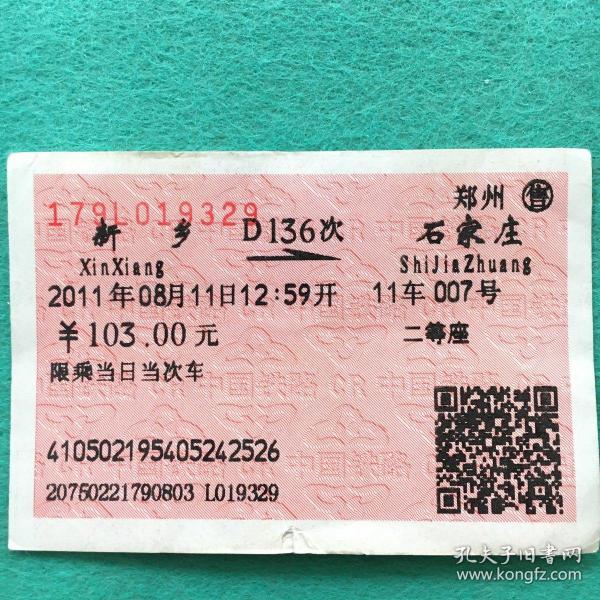 郑州 售
179L019329
新乡 D136次 石家庄
XinXiang ShiJiaZhuang
2011年08月11日12:59开 11车007号
￥103.00元 二等座
限乘当日当次车
410502195405242526
20750221790803 L019329
孔夫子旧书网
www.kongfz.com